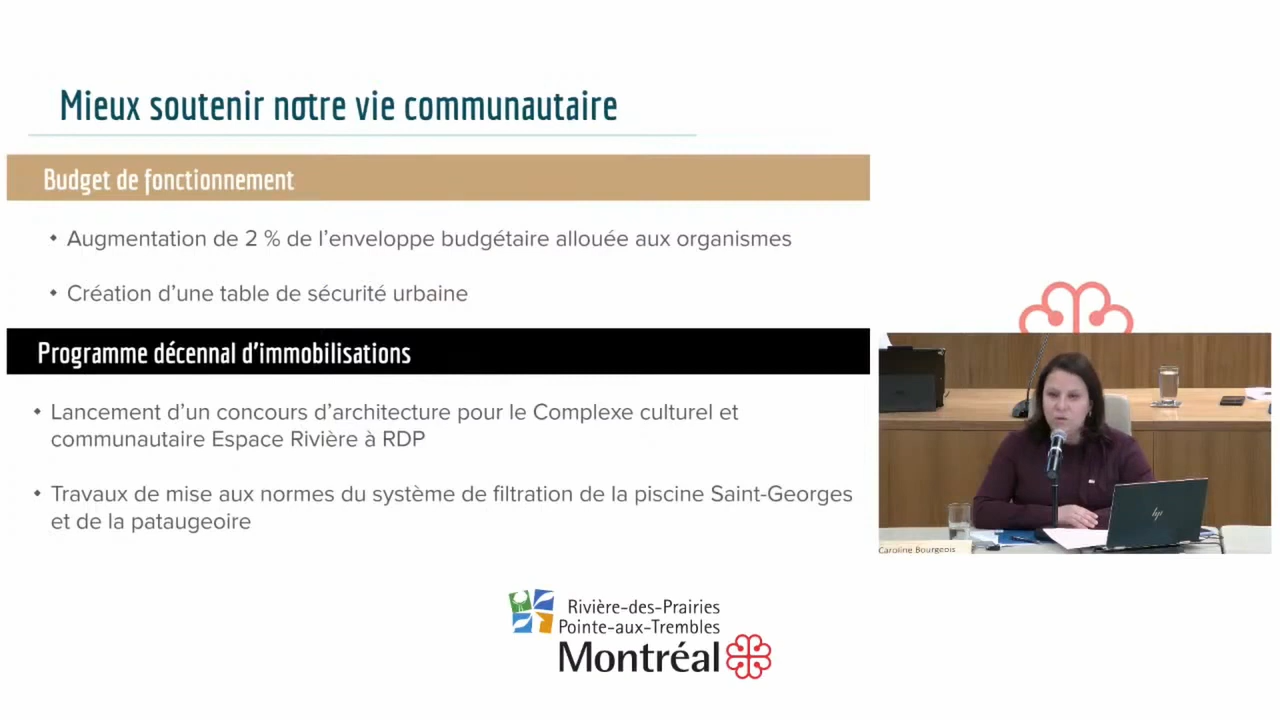 Mieux soutenir notre vie communautaire
Budget de fonctionnement
• Augmentation de 2 % de l'enveloppe budgétaire allouée aux organismes
• Création d'une table de sécurité urbaine
Programme décennal d'immobilisations
• Lancement d'un concours d'architecture pour le Complexe culturel et
communautaire Espace Rivière à RDP
• Travaux de mise aux normes du système de filtration de la piscine Saint-Georges
et de la pataugeoire
hp
Caroline Bourgeois
Rivière-des-Prairies
Pointe-aux-Trembles
Montréal